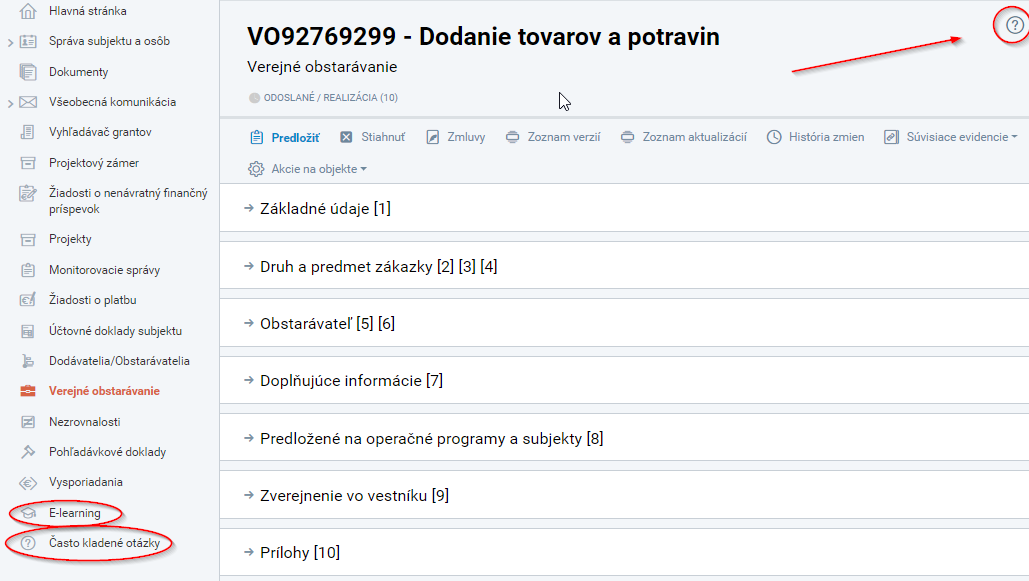 Hlavná stránka
Správa subjektu a osôb
Dokumenty
Všeobecná komunikácia
Vyhľadávač grantov
Projektový zámer
Žiadosti o nenávratný finančný
príspevok
Projekty
Monitorovacie správy
Žiadosti o platbu
Účtovné doklady subjektu
Dodávatelia/Obstarávatelia
Verejné obstarávanie
Nezrovnalosti
Pohľadávkové doklady
Vysporiadania
E-learning
Často kladené otázky
VO92769299 - Dodanie tovarov a potravin
Verejné obstarávanie
ODOSLANÉ / REALIZÁCIA (10)
Predložiť Stiahnuť Zmluvy Zoznam verzií Zoznam aktualizácií História zmien Súvisiace evidencie
Akcie na objekte
Základné údaje [1]
Druh a predmet zákazky [2] [3] [4]
Obstarávateľ [5] [6]
Doplňujúce informácie [7]
Predložené na operačné programy a subjekty [8]
Zverejnenie vo vestníku [9]
Prílohy [10]